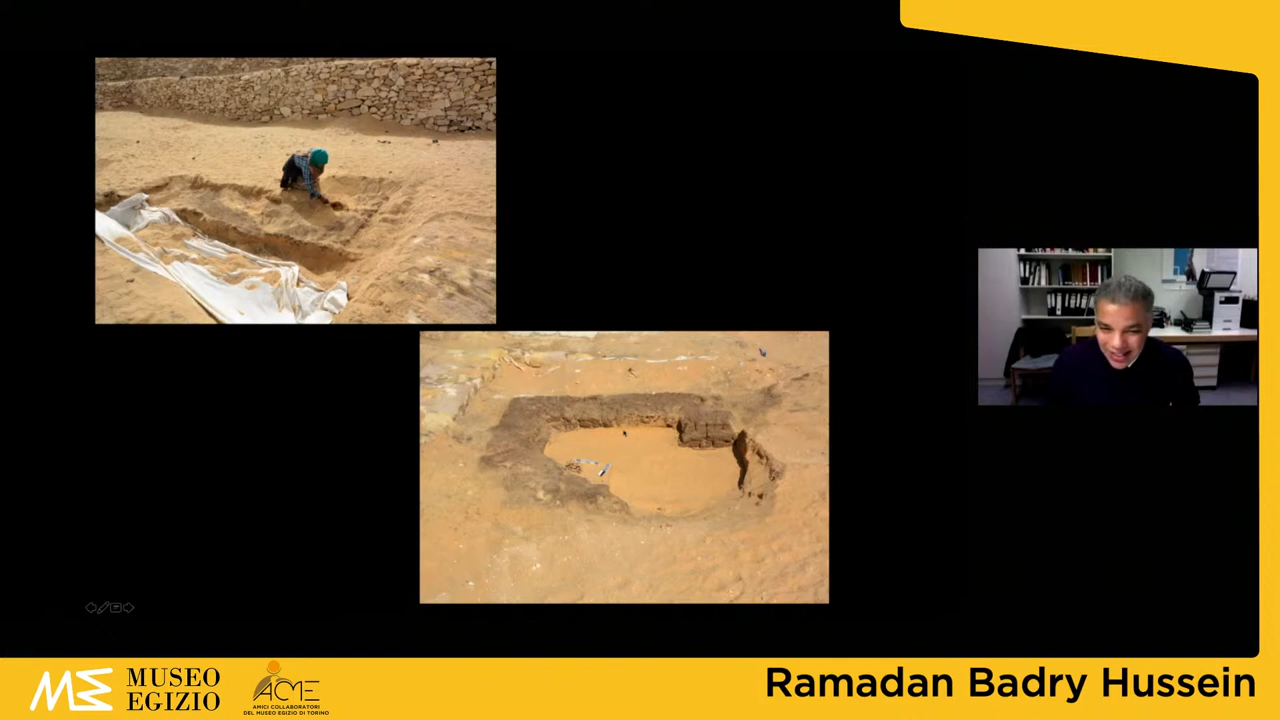 MUSEO
EGIZIO
ACME
AMICI COLLABORATORI
DEL MUSEO EGIZIO DI TORINO
Ramadan Badry Hussein